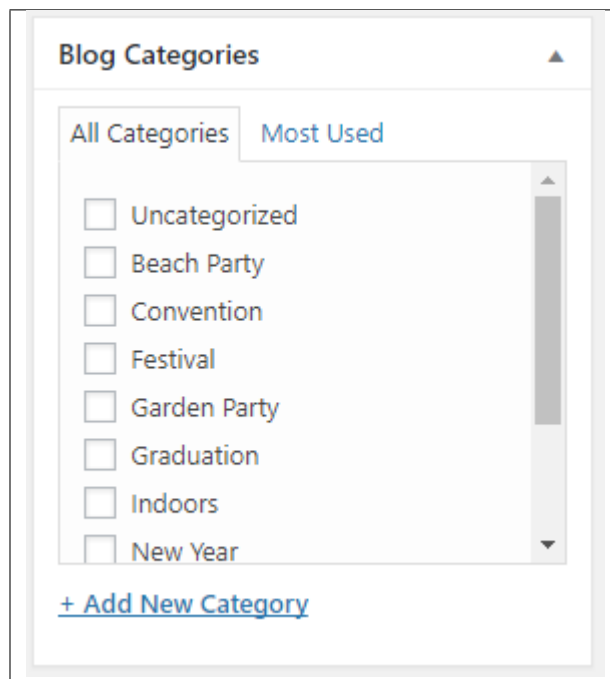 Blog Categories
All Categories Most Used
Uncategorized
Beach Party
Convention
Festival
Garden Party
Graduation
Indoors
New Year
+ Add New Category